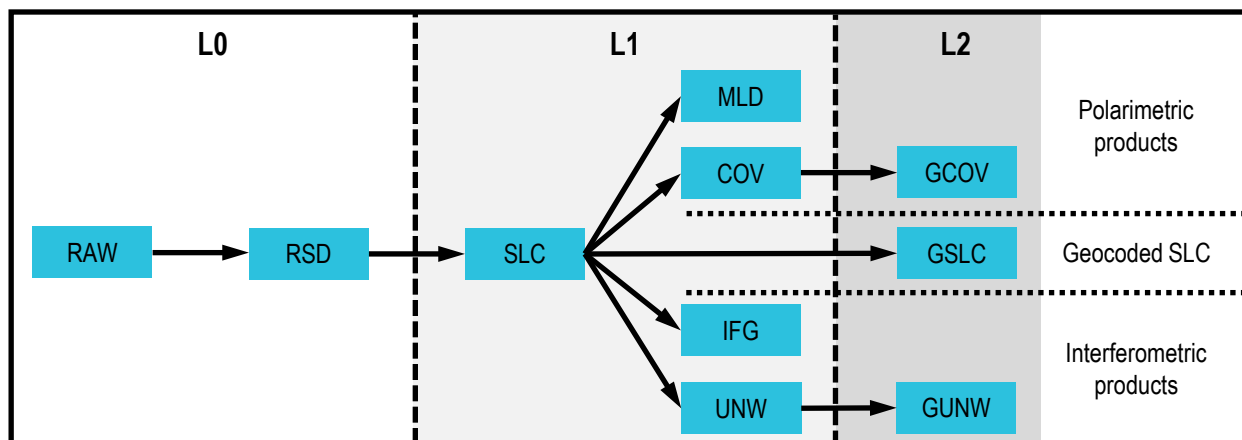 L0
L1
L2
MLD
Polarimetric
products
COV
GCOV
RAW
RSD
SLC
GSLC
Geocoded SLC
IFG
Interferometric
products
UNW
GUNW